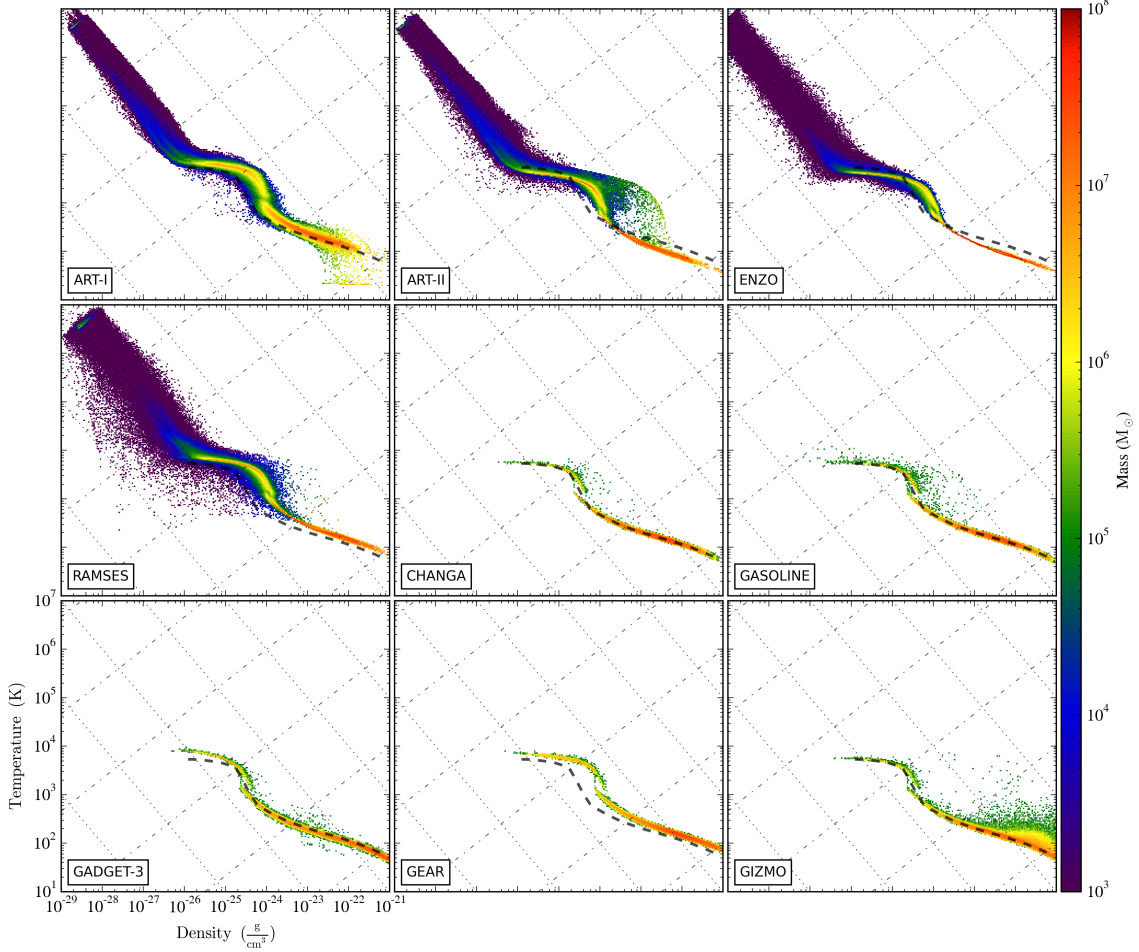 ART-I
ART-II
ENZO
RAMSES
CHANGA
GASOLINE
GADGET-3
GEAR
GIZMO
10^7
10^6
10^5
10^4
10^3
10^2
10^1
Temperature (K)
10^-29 10^-28 10^-27 10^-26 10^-25 10^-24 10^-23 10^-22 10^-21
Density (g/cm^3)
10^8
10^7
10^6
10^5
10^4
10^3
Mass (M_⊙)